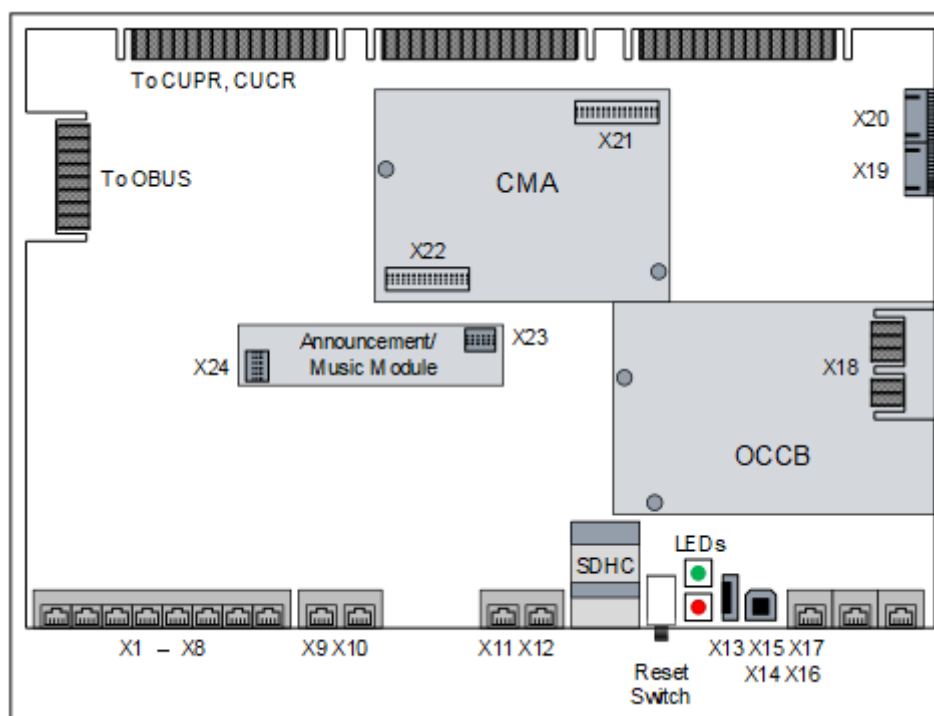 To CUPR, CUCR
X20
X21
To OBUS
X19
CMA
X22
Announcement/
Music Module
X23
X24
X18
OCCB
LEDs
SDHC
X1 – X8
X9 X10
X11 X12
X13 X15 X17
X14 X16
Reset
Switch